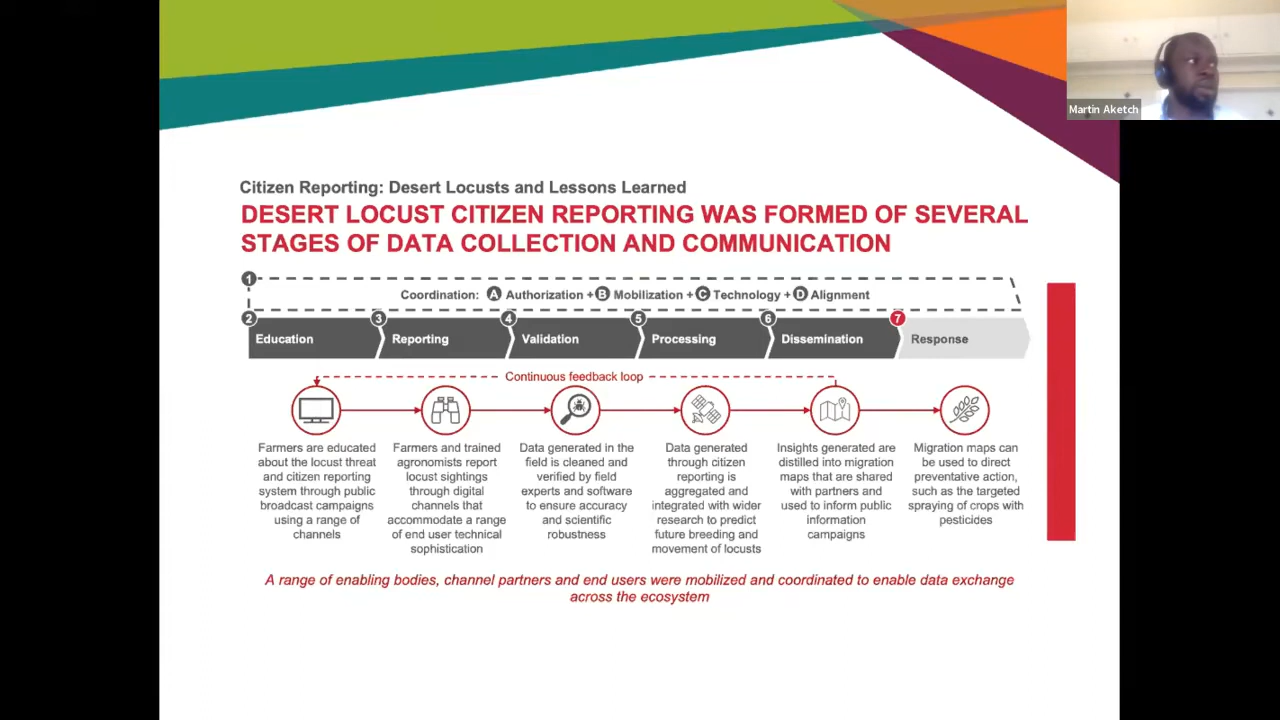 Martin Aketch
Citizen Reporting: Desert Locusts and Lessons Learned
DESERT LOCUST CITIZEN REPORTING WAS FORMED OF SEVERAL
STAGES OF DATA COLLECTION AND COMMUNICATION
1
Coordination: A Authorization + B Mobilization + C Technology + D Alignment
2 Education
3 Reporting
4 Validation
5 Processing
6 Dissemination
7 Response
Continuous feedback loop
Farmers are educated
about the locust threat
and citizen reporting
system through public
broadcast campaigns
using a range of
channels
Farmers and trained
agronomists report
locust sightings
through digital
channels that
accommodate a range
of end user technical
sophistication
Data generated in the
field is cleaned and
verified by field
experts and software
to ensure accuracy
and scientific
robustness
Data generated
through citizen
reporting is
aggregated and
integrated with wider
research to predict
future breeding and
movement of locusts
Insights generated are
distilled into migration
maps that are shared
with partners and
used to inform public
information
campaigns
Migration maps can
be used to direct
preventative action,
such as the targeted
spraying of crops with
pesticides
A range of enabling bodies, channel partners and end users were mobilized and coordinated to enable data exchange
across the ecosystem